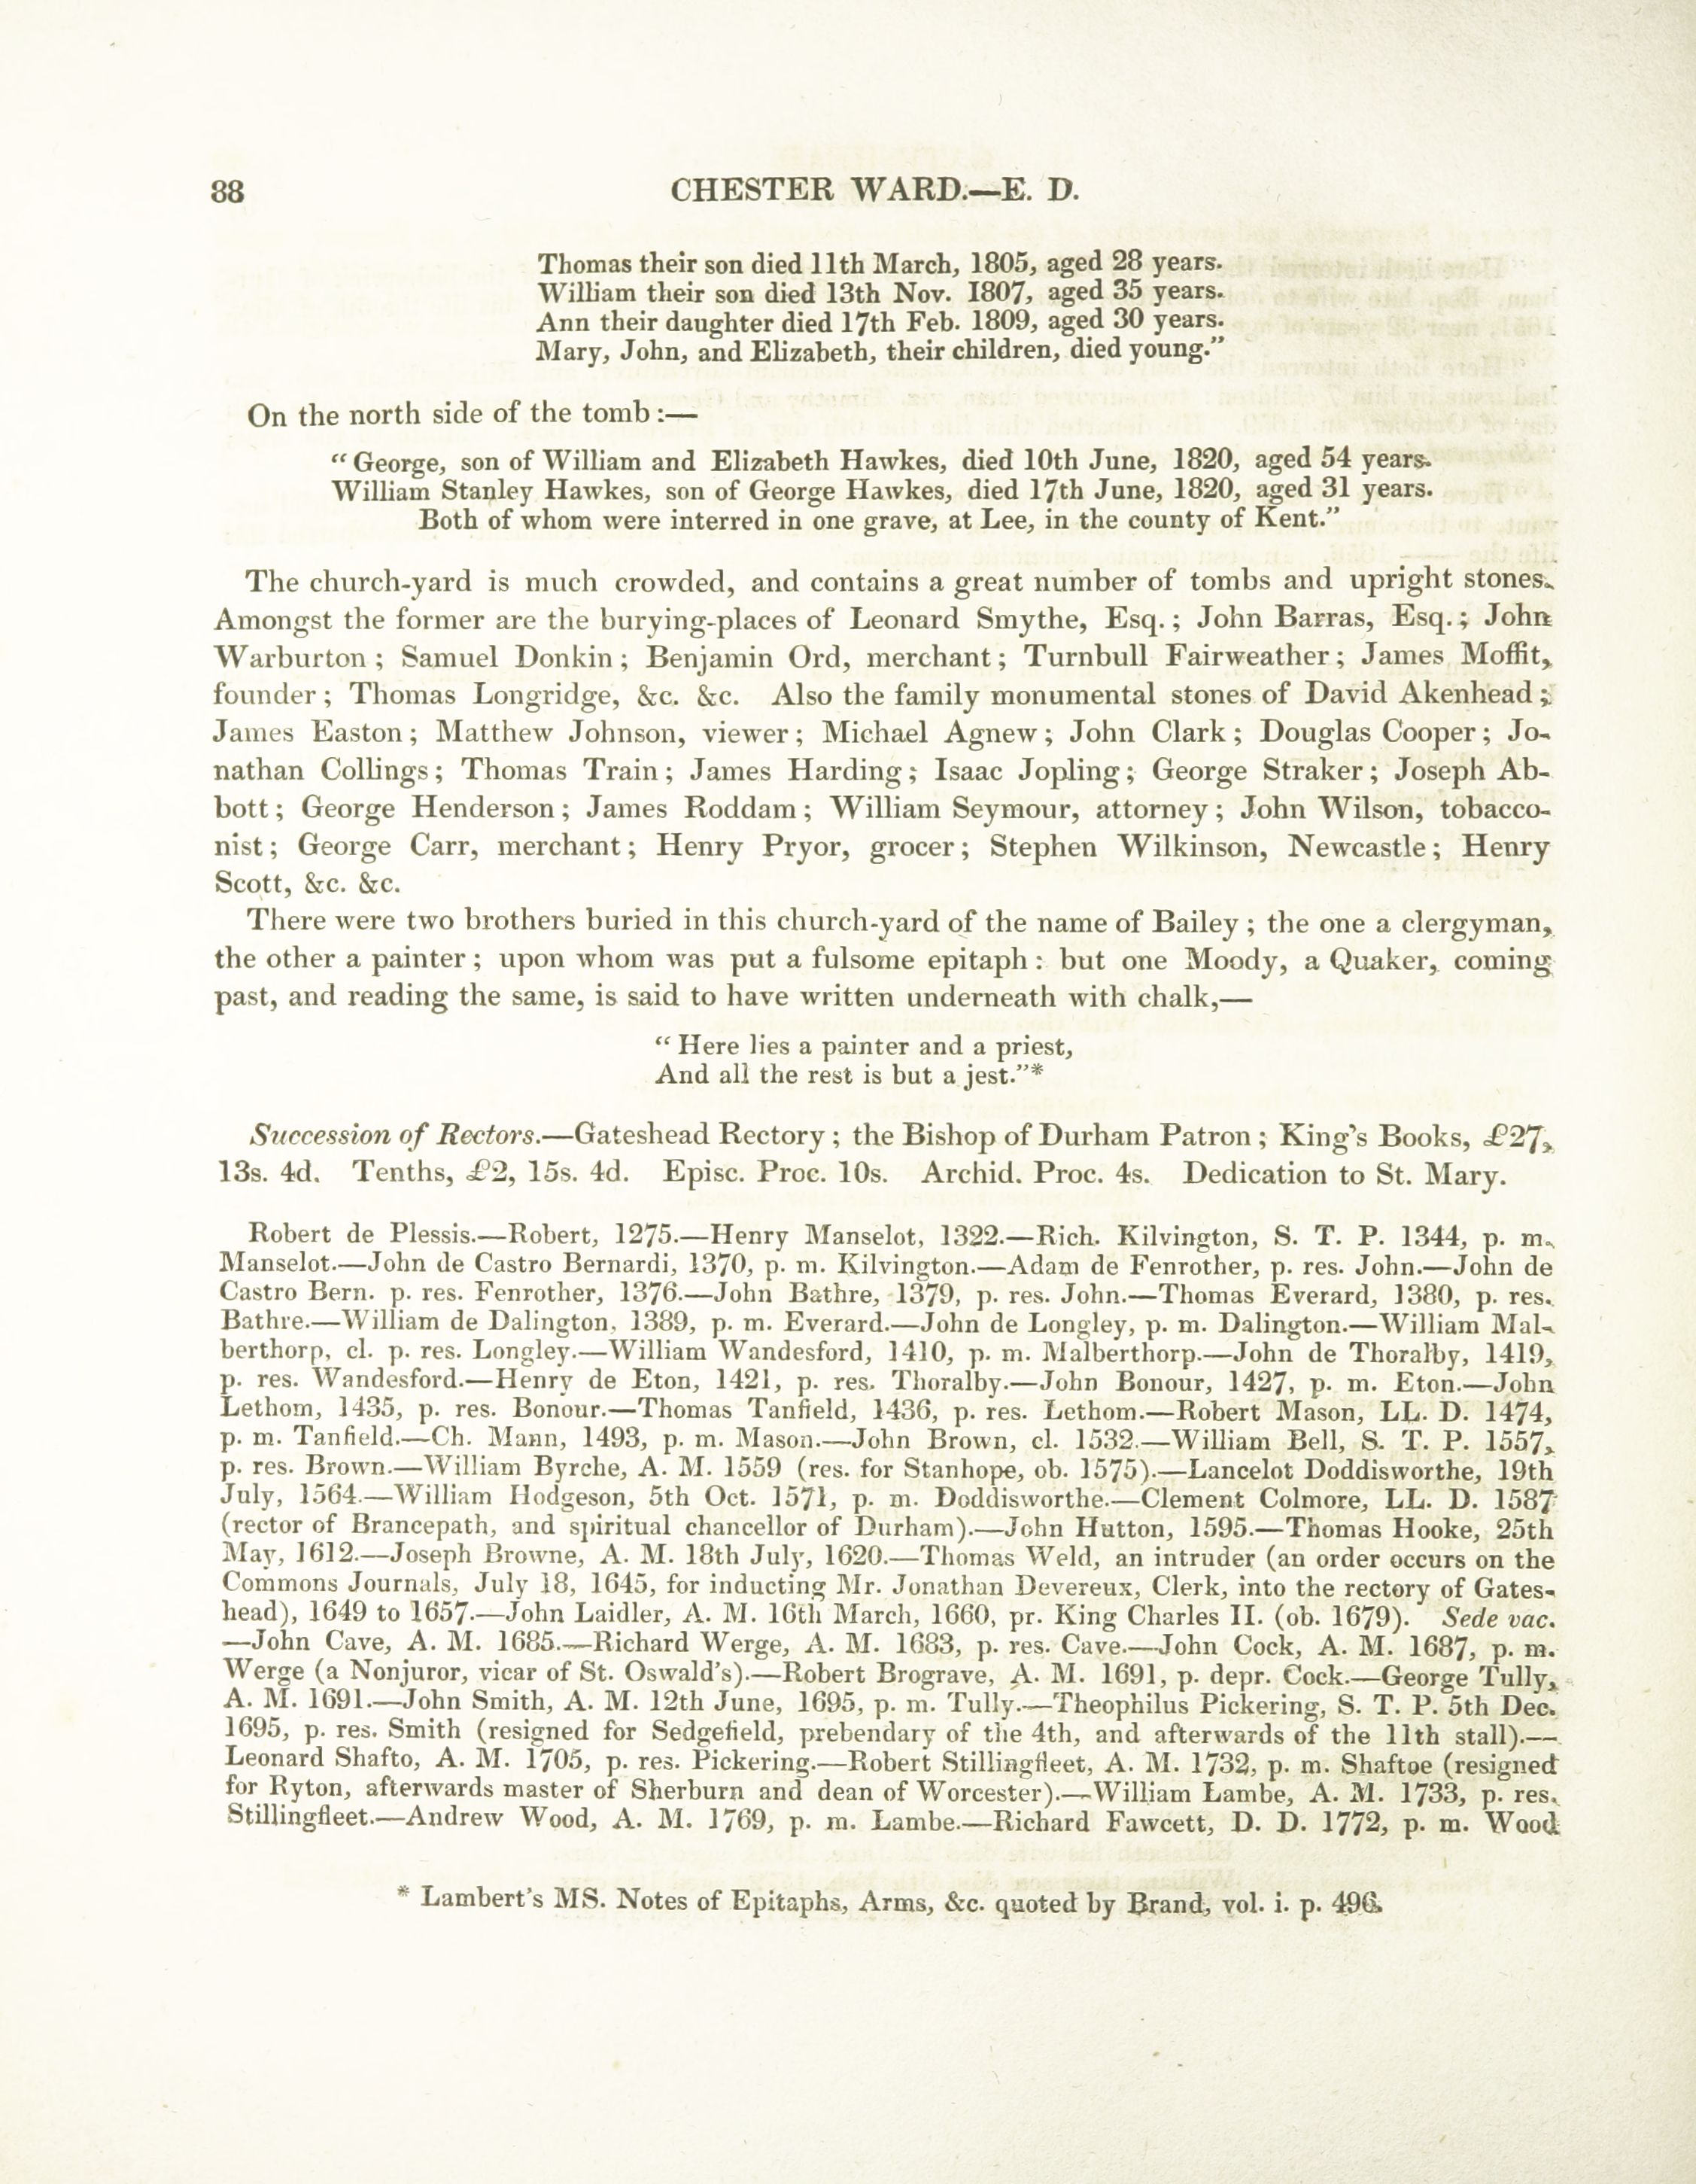 88
CHESTER WARD.—E. D.
Thomas their son died 11th March, 1805, aged 28 years.
William their son died 13th Nov. 1807, aged 35 years.
Ann their daughter died 17th Feb. 1809, aged 30 years.
Mary, John, and Elizabeth, their children, died young.”
On the north side of the tomb :—
“ George, son of William and Elizabeth Hawkes, died 10th June, 1820, aged 54 years.
William Stanley Hawkes, son of George Hawkes, died 17th June, 1820, aged 31 years.
Both of whom were interred in one grave, at Lee, in the county of Kent.”
The church-yard is much crowded, and contains a great number of tombs and upright stones.
Amongst the former are the burying-places of Leonard Smythe, Esq. ; John Barras, Esq. ; John
Warburton ; Samuel Donkin ; Benjamin Ord, merchant ; Turnbull Fairweather ; James Moffit,
founder ; Thomas Longridge, &c. &c. Also the family monumental stones of David Akenhead ;
James Easton ; Matthew Johnson, viewer ; Michael Agnew ; John Clark ; Douglas Cooper ; Jo-
nathan Collings ; Thomas Train ; James Harding ; Isaac Jopling ; George Straker ; Joseph Ab-
bott ; George Henderson ; James Roddam ; William Seymour, attorney ; John Wilson, tobacco-
nist ; George Carr, merchant ; Henry Pryor, grocer ; Stephen Wilkinson, Newcastle ; Henry
Scott, &c. &c.
There were two brothers buried in this church-yard of the name of Bailey ; the one a clergyman,
the other a painter ; upon whom was put a fulsome epitaph : but one Moody, a Quaker, coming
past, and reading the same, is said to have written underneath with chalk,—
“ Here lies a painter and a priest,
And all the rest is but a jest.”*
Succession of Rectors.—Gateshead Rectory ; the Bishop of Durham Patron ; King’s Books, £27,
13s. 4d. Tenths, £2, 15s. 4d. Episc. Proc. 10s. Archid. Proc. 4s. Dedication to St. Mary.
Robert de Plessis.—Robert, 1275.—Henry Manselot, 1322.—Rich. Kilvington, S. T. P. 1344, p. m.
Manselot.—John de Castro Bernardi, 1370, p. m. Kilvington.—Adam de Fenrother, p. res. John.—John de
Castro Bern. p. res. Fenrother, 1376.—John Bathre, 1379, p. res. John.—Thomas Everard, 1380, p. res.
Bathre.—William de Dalington, 1389, p. m. Everard.—John de Longley, p. m. Dalington.—William Mal-
berthorp, cl. p. res. Longley.—William Wandesford, 1410, p. m. Malberthorp.—John de Thoralby, 1419,
p. res. Wandesford.—Henry de Eton, 1421, p. res. Thoralby.—John Bonour, 1427, p. m. Eton.—John
Lethom, 1435, p. res. Bonour.—Thomas Tanfield, 1436, p. res. Lethom.—Robert Mason, LL. D. 1474,
p. m. Tanfield.—Ch. Mann, 1493, p. m. Mason.—John Brown, cl. 1532.—William Bell, S. T. P. 1557,
p. res. Brown.—William Byrche, A. M. 1559 (res. for Stanhope, ob. 1575).—Lancelot Doddisworthe, 19th
July, 1564.—William Hodgeson, 5th Oct. 1571, p. m. Doddisworthe.—Clement Colmore, LL. D. 1587
(rector of Brancepath, and spiritual chancellor of Durham).—John Hutton, 1595.—Thomas Hooke, 25th
May, 1612.—Joseph Browne, A. M. 18th July, 1620.—Thomas Weld, an intruder (an order occurs on the
Commons Journals, July 18, 1645, for inducting Mr. Jonathan Devereux, Clerk, into the rectory of Gates-
head), 1649 to 1657.—John Laidler, A. M. 16th March, 1660, pr. King Charles II. (ob. 1679). Sede vac.
—John Cave, A. M. 1685.—Richard Werge, A. M. 1683, p. res. Cave.—John Cock, A. M. 1687, p. m.
Werge (a Nonjuror, vicar of St. Oswald’s).—Robert Brograve, A. M. 1691, p. depr. Cock.—George Tully,
A. M. 1691.—John Smith, A. M. 12th June, 1695, p. m. Tully.—Theophilus Pickering, S. T. P. 5th Dec.
1695, p. res. Smith (resigned for Sedgefield, prebendary of the 4th, and afterwards of the 11th stall).—
Leonard Shafto, A. M. 1705, p. res. Pickering.—Robert Stillingfleet, A. M. 1732, p. m. Shaftoe (resigned
for Ryton, afterwards master of Sherburn and dean of Worcester).—William Lambe, A. M. 1733, p. res.
Stillingfleet.—Andrew Wood, A. M. 1769, p. m. Lambe.—Richard Fawcett, D. D. 1772, p. m. Wood
* Lambert’s MS. Notes of Epitaphs, Arms, &c. quoted by Brand, vol. i. p. 496.